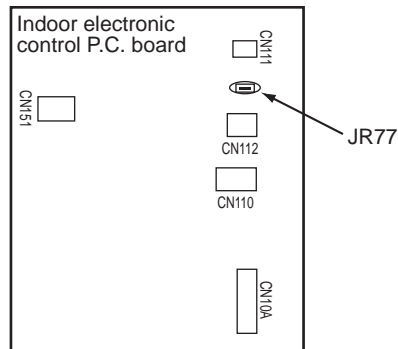 Indoor electronic
control P.C. board
CN111
CN151
JR77
CN112
CN110
CN10A